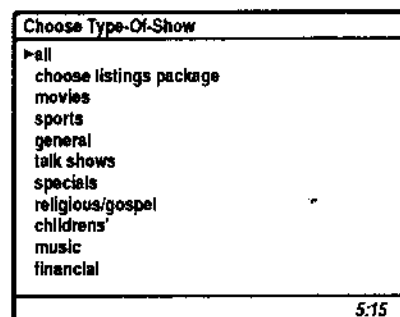 Choose Type-Of-Show
►all
choose listings package
movies
sports
general
talk shows
specials
religious/gospel
childrens'
music
financial
5:15